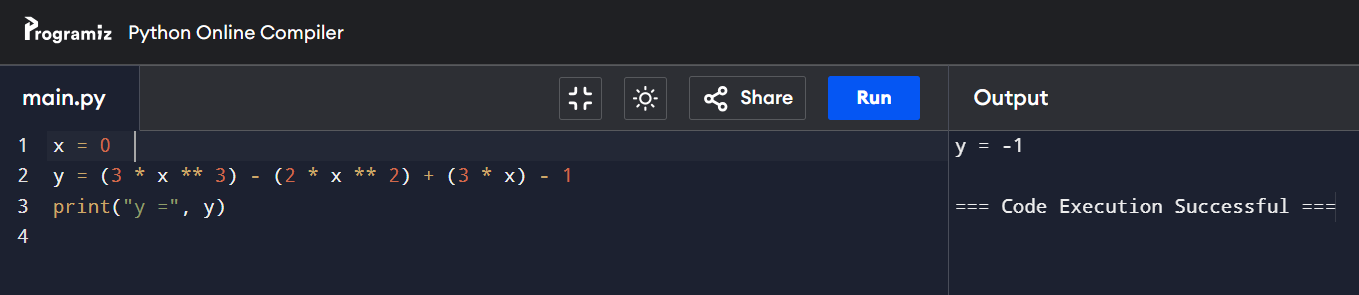 Programiz Python Online Compiler
main.py
Share
Run
Output
1 x = 0
2 y = (3 * x ** 3) - (2 * x ** 2) + (3 * x) - 1
3 print("y =", y)
4
y = -1
=== Code Execution Successful ===